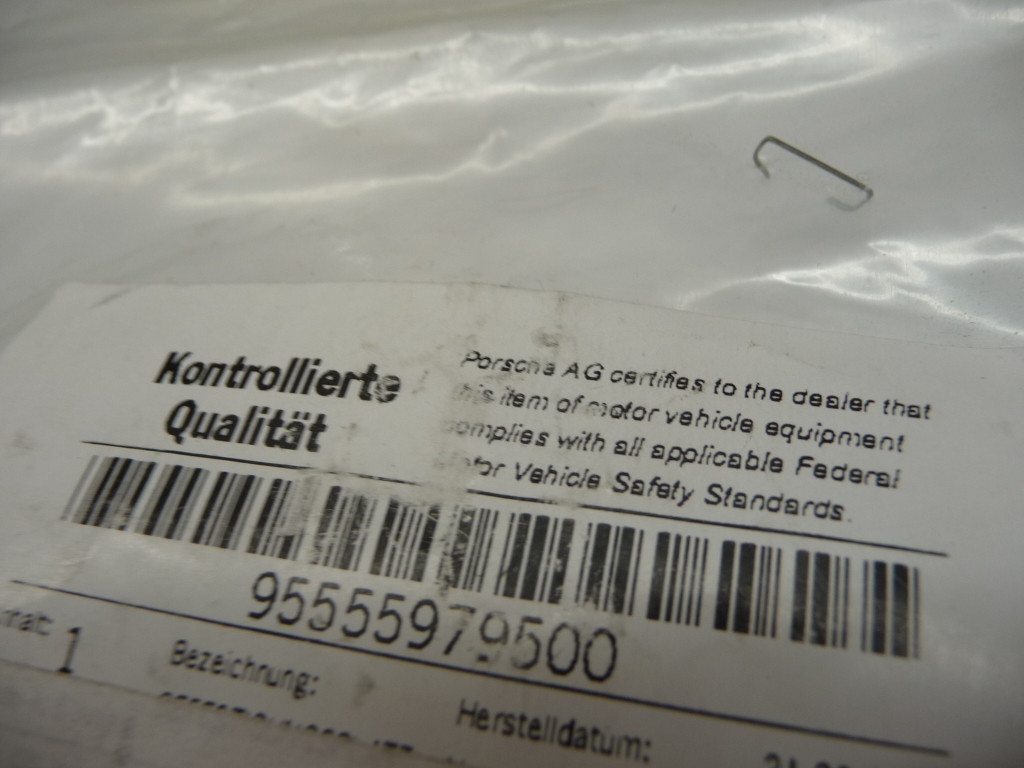 Kontrollierte
Qualität
Porsche AG certifies to the dealer that
this item of motor vehicle equipment
complies with all applicable Federal
Vehicle Safety Standards.
95555979500
1
Bezeichnung:
Herstelldatum: